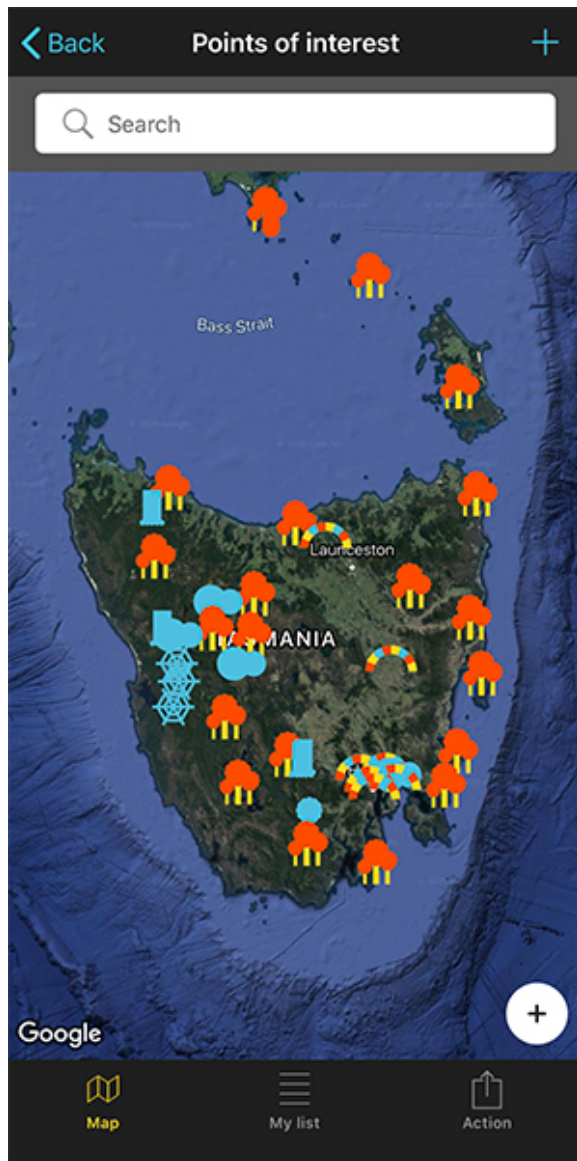 Back
Points of interest
+
Search
Bass Strait
Launceston
MANIA
+
Google
Map
My list
Action